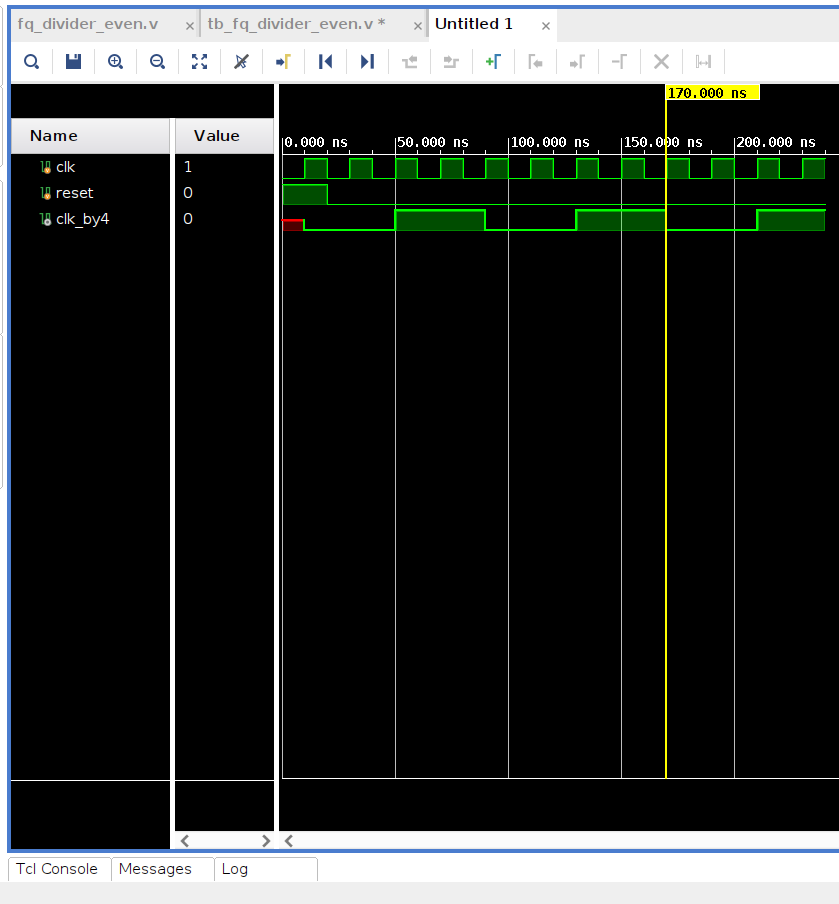 fq_divider_even.v × tb_fq_divider_even.v * × Untitled 1 ×
170.000 ns
Name Value
0.000 ns 50.000 ns 100.000 ns 150.000 ns 200.000 ns
clk 1
reset 0
clk_by4 0
Tcl Console Messages Log